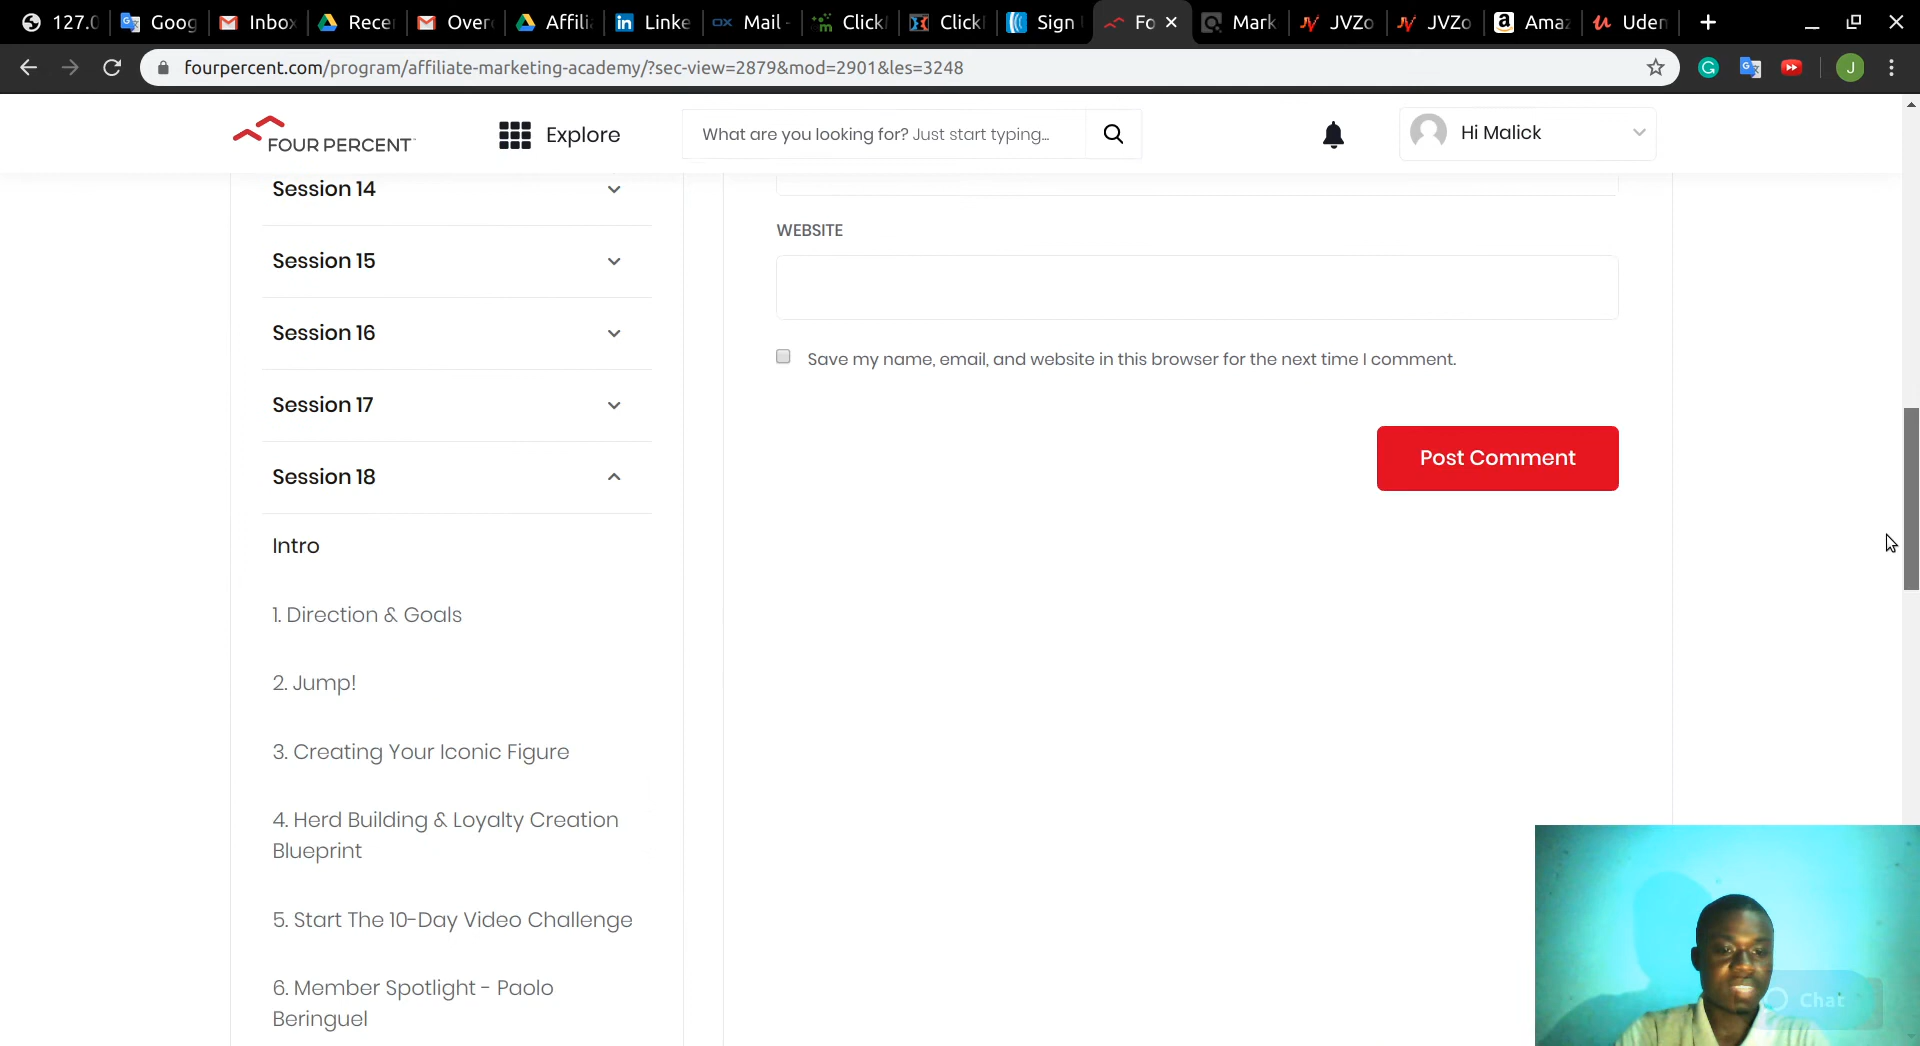 127.0 Goog Inbo Rece Over Affili Linke Mail - Click Click Sign Fo Mark JVZo JVZo Amaz Uden
fourpercent.com/program/affiliate-marketing-academy/?sec-view=2879&mod=2901&les=3248
J
FOUR PERCENT
Explore
What are you looking for? Just start typing...
Hi Malick
Session 14
Session 15
Session 16
Session 17
Session 18
Intro
1. Direction & Goals
2. Jump!
3. Creating Your Iconic Figure
4. Herd Building & Loyalty Creation
Blueprint
5. Start The 10-Day Video Challenge
6. Member Spotlight - Paolo
Beringuel
WEBSITE
Save my name, email, and website in this browser for the next time I comment.
Post Comment
Chat